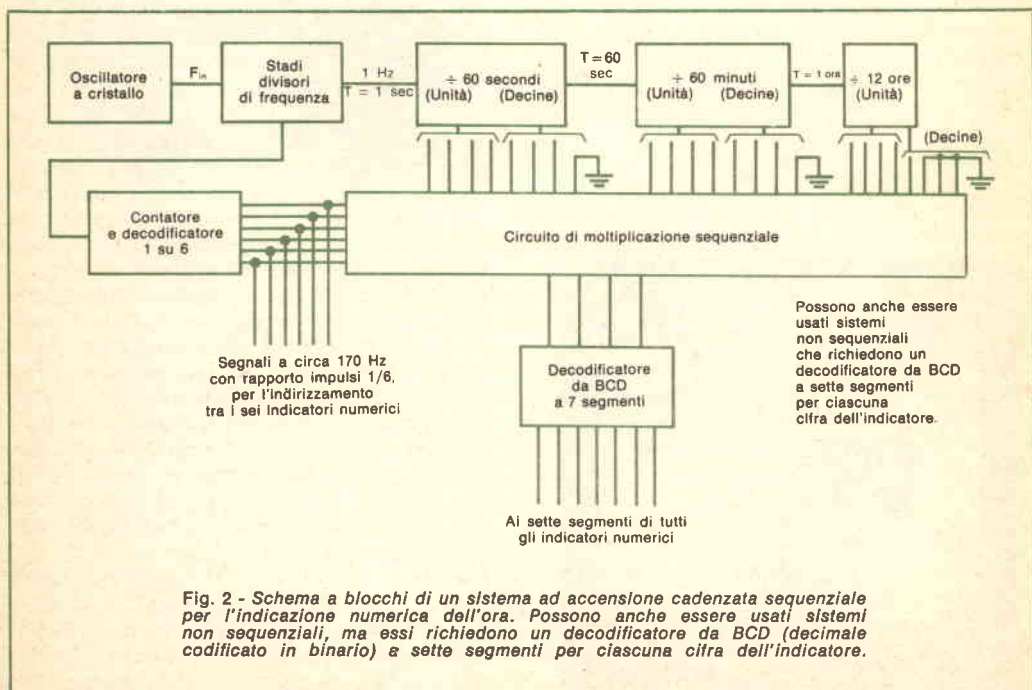 Oscillatore
a cristallo
Fin
Stadi
divisori
di frequenza
1 Hz
T = 1 sec
÷ 60 secondi
(Unità) (Decine)
T = 60
sec
÷ 60 minuti
(Unità) (Decine)
T = 1 ora
÷ 12 ore
(Unità)
(Decine)
Contatore
e decodificatore
1 su 6
Circuito di moltiplicazione sequenziale
Segnali a circa 170 Hz
con rapporto impulsi 1/6,
per l'indirizzamento
tra i sei indicatori numerici
Decodificatore
da BCD
a 7 segmenti
Possono anche essere
usati sistemi
non sequenziali
che richiedono un
decodificatore da BCD
a sette segmenti
per ciascuna
cifra dell'indicatore.
Ai sette segmenti di tutti
gli indicatori numerici
Fig. 2 - Schema a blocchi di un sistema ad accensione cadenzata sequenziale
per l'indicazione numerica dell'ora. Possono anche essere usati sistemi
non sequenziali, ma essi richiedono un decodificatore da BCD (decimale
codificato in binario) a sette segmenti per ciascuna cifra dell'indicatore.